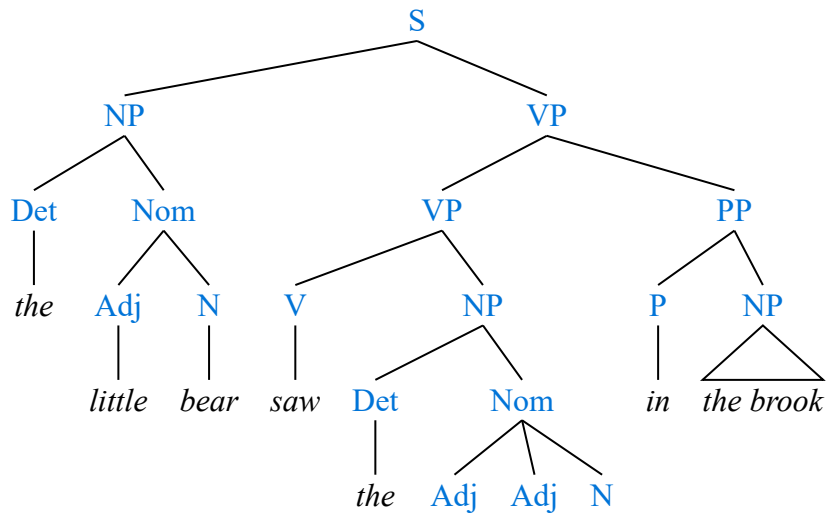 S
NP VP
Det Nom VP PP
the Adj N V NP P NP
little bear saw Det Nom in the brook
the Adj Adj N